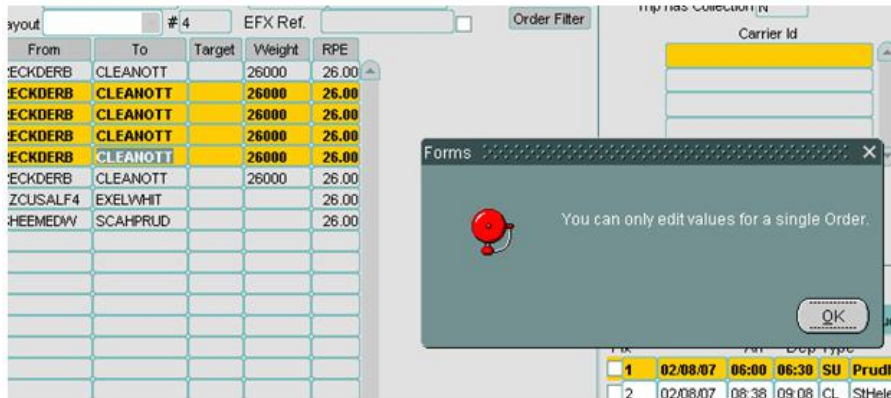 ayout # 4 EFX Ref. Order Filter
Trip has Collection N
Carrier Id
From To Target Weight RPE
ECKDERB CLEANOTT 26000 26.00
ECKDERB CLEANOTT 26000 26.00
ECKDERB CLEANOTT 26000 26.00
ECKDERB CLEANOTT 26000 26.00
ECKDERB CLEANOTT 26000 26.00
ECKDERB CLEANOTT 26000 26.00
ZCUSALF4 EXELWHIT 26.00
HEEMEDW SCAHPRUD 26.00
Forms
You can only edit values for a single Order.
OK
1 02/08/07 06:00 06:30 SU Prudh
2 02/08/07 08:38 09:08 CL StHele